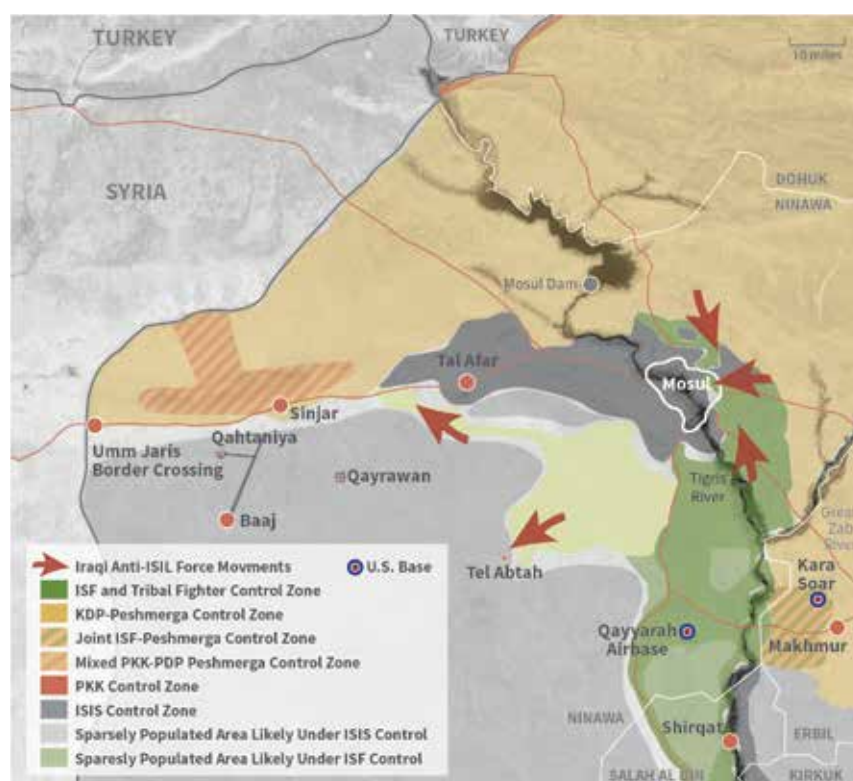 TURKEY
TURKEY
10 miles
SYRIA
DOHUK
NINAWA
Mosul Dam
Tal Afar
Mosul
Sinjar
Umm Jaris
Border Crossing
Qahtaniya
Qayrawan
Tigris
River
Baaj
Great
Zab
River
Tel Abtah
Kara
Soar
Qayyarah
Airbase
Makhmur
NINAWA
Shirqat
ERBIL
SALAH AL DIN
KIRKUK
Iraqi Anti-ISIL Force Movments
U.S. Base
ISF and Tribal Fighter Control Zone
KDP-Peshmerga Control Zone
Joint ISF-Peshmerga Control Zone
Mixed PKK-PDP Peshmerga Control Zone
PKK Control Zone
ISIS Control Zone
Sparsely Populated Area Likely Under ISIS Control
Sparesly Populated Area Likely Under ISF Control